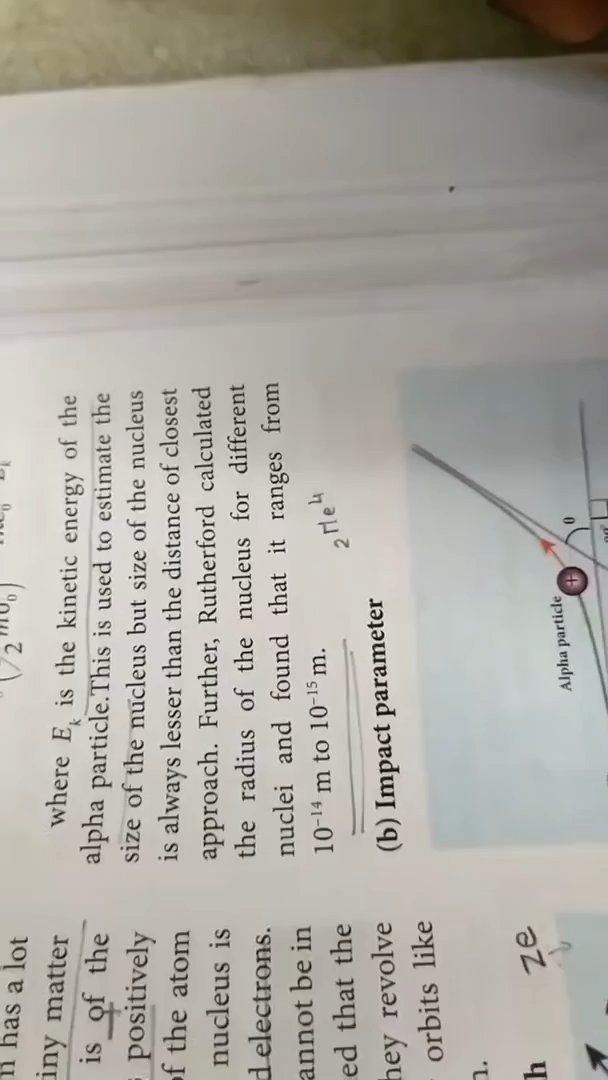 n has a lot
iny matter
is of the
positively
f the atom
nucleus is
d electrons.
annot be in
ed that the
hey revolve
orbits like
n.
h
ze
where Eₖ is the kinetic energy of the
alpha particle.This is used to estimate the
size of the nucleus but size of the nucleus
is always lesser than the distance of closest
approach. Further, Rutherford calculated
the radius of the nucleus for different
nuclei and found that it ranges from
10⁻¹⁴ m to 10⁻¹⁵ m.
(b) Impact parameter
Alpha particle
+
θ